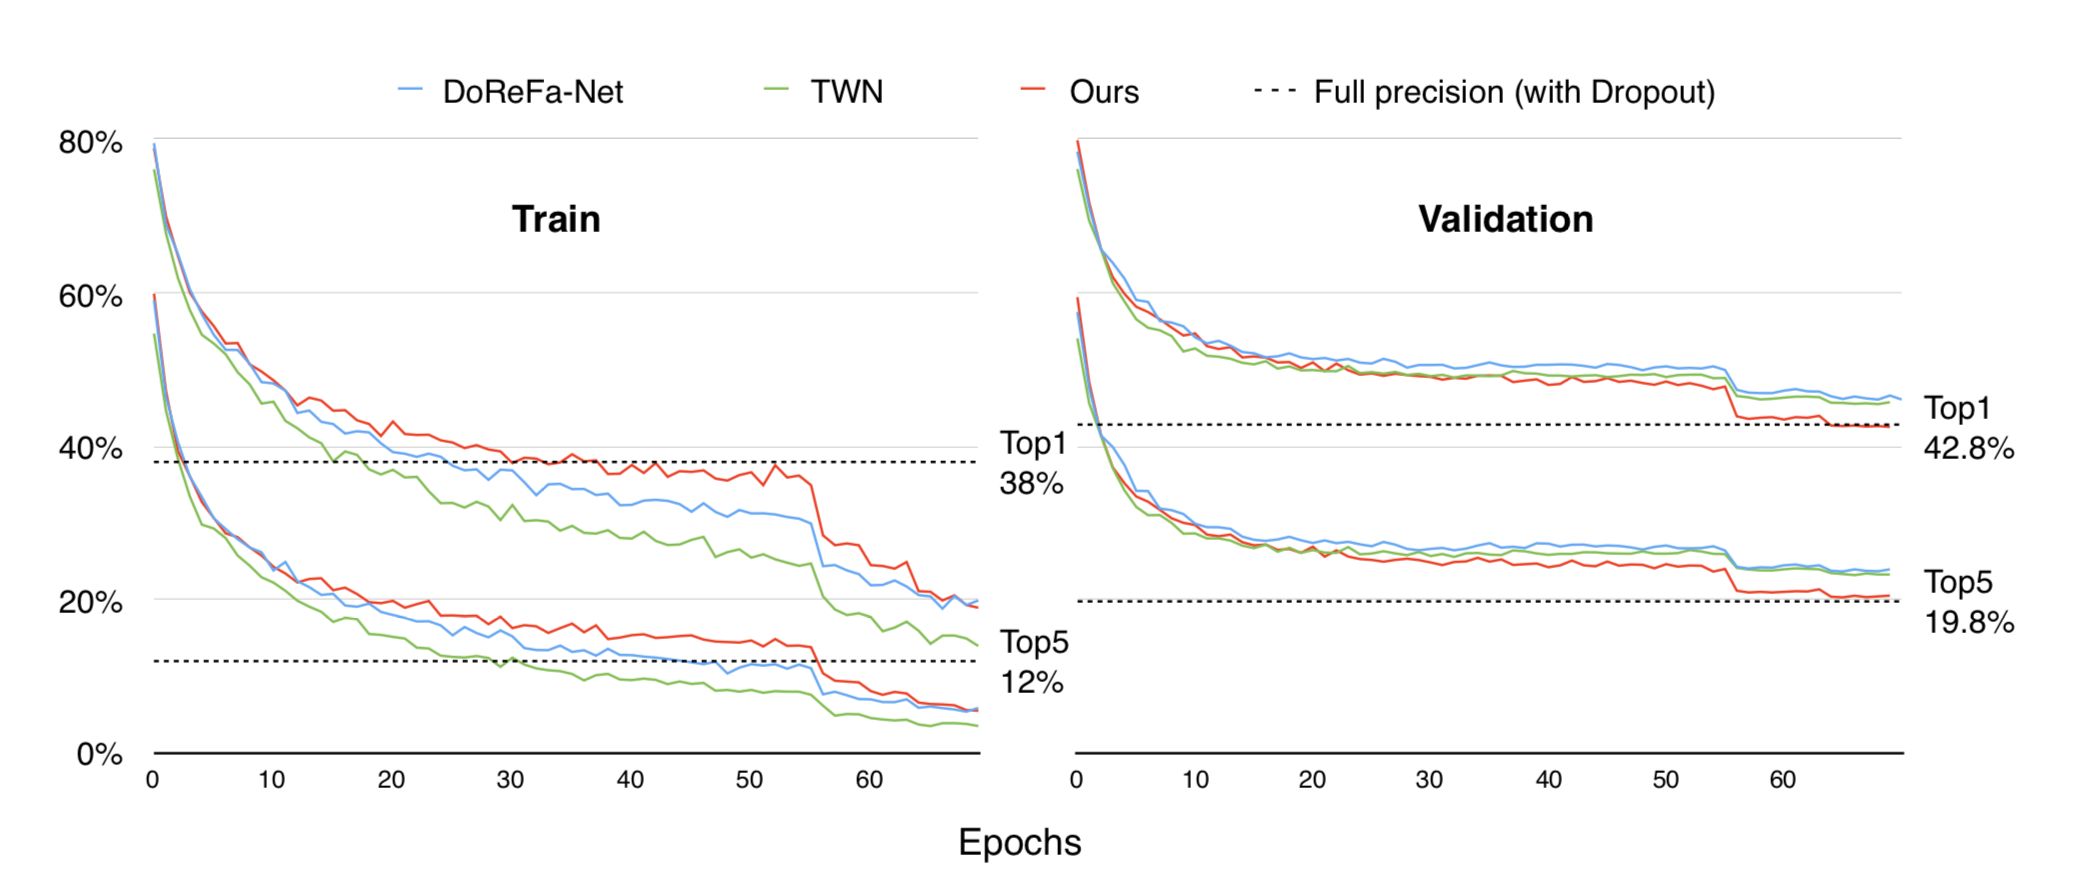 DoReFa-Net TWN Ours Full precision (with Dropout)
80%
60%
40%
20%
0%
Train
Top1
38%
Top5
12%
0 10 20 30 40 50 60
Validation
Top1
42.8%
Top5
19.8%
0 10 20 30 40 50 60
Epochs